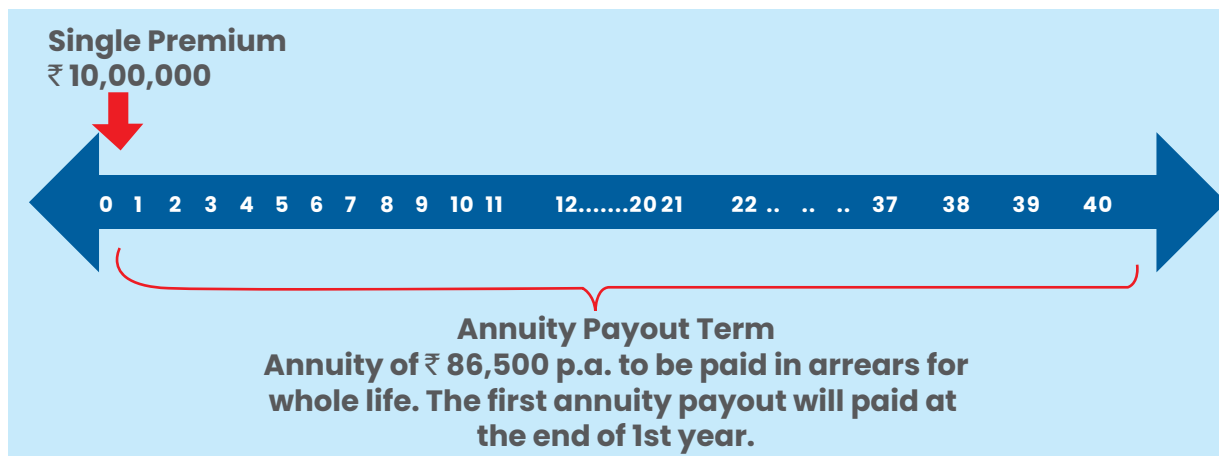 Single Premium
₹ 10,00,000
0 1 2 3 4 5 6 7 8 9 10 11 12.......20 21 22 .. .. .. 37 38 39 40
Annuity Payout Term
Annuity of ₹ 86,500 p.a. to be paid in arrears for
whole life. The first annuity payout will paid at
the end of 1st year.